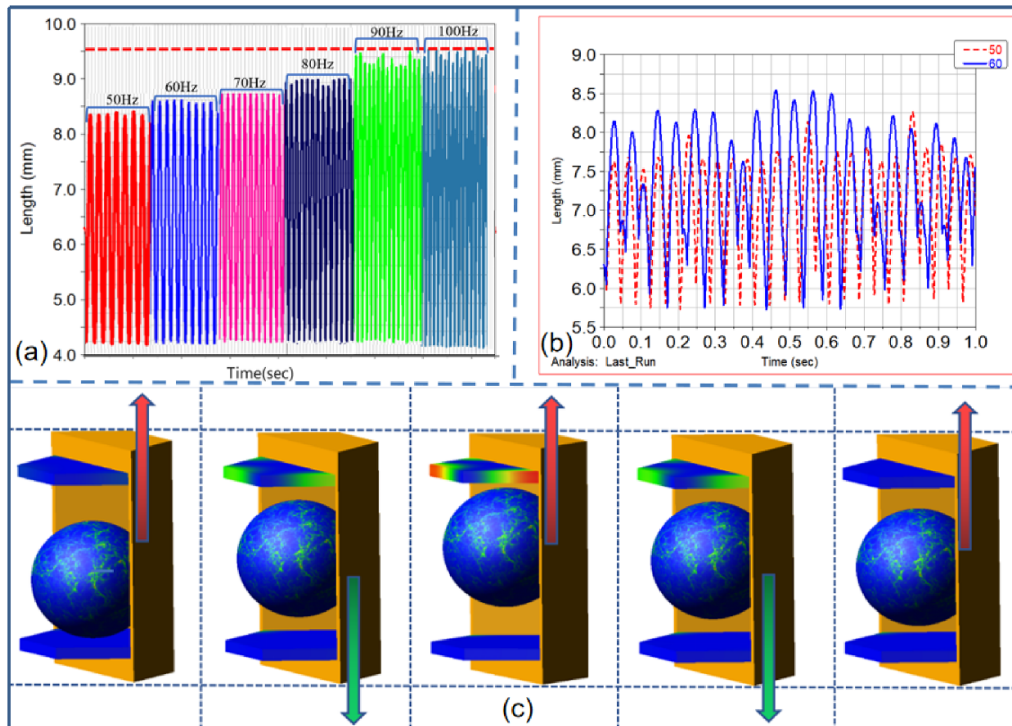 10.0
9.0
8.0
7.0
6.0
5.0
4.0
Length (mm)
50Hz
60Hz
70Hz
80Hz
90Hz
100Hz
Time(sec)
(a)
50
60
9.0
8.5
8.0
7.5
7.0
6.5
6.0
5.5
Length (mm)
0.0 0.1 0.2 0.3 0.4 0.5 0.6 0.7 0.8 0.9 1.0
Analysis: Last_Run
Time (sec)
(b)
(c)